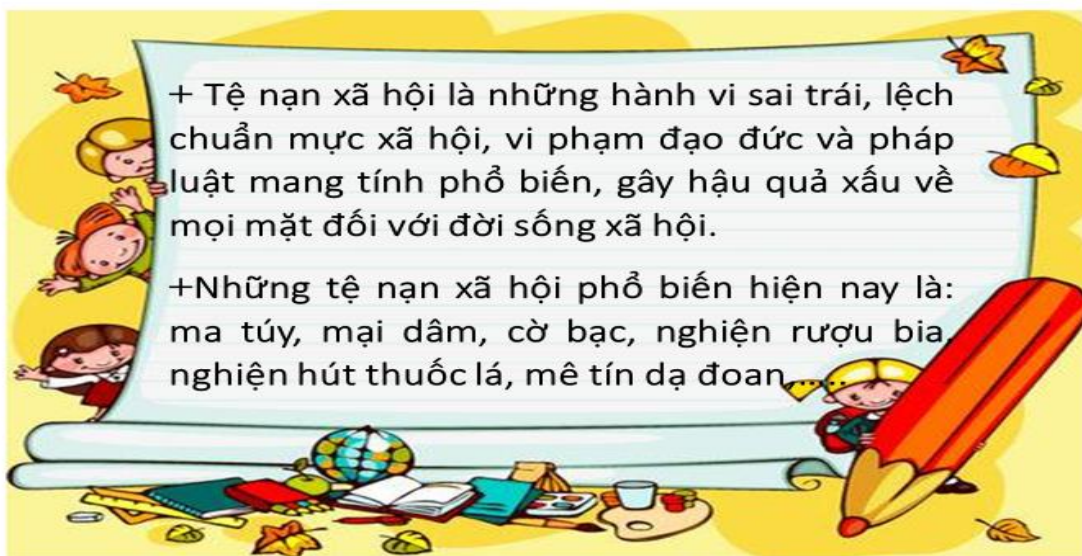 + Tệ nạn xã hội là những hành vi sai trái, lệch
chuẩn mực xã hội, vi phạm đạo đức và pháp
luật mang tính phổ biến, gây hậu quả xấu về
mọi mặt đối với đời sống xã hội.
+Những tệ nạn xã hội phổ biến hiện nay là:
ma túy, mại dâm, cờ bạc, nghiện rượu bia,
nghiện hút thuốc lá, mê tín dạ đoan,.....